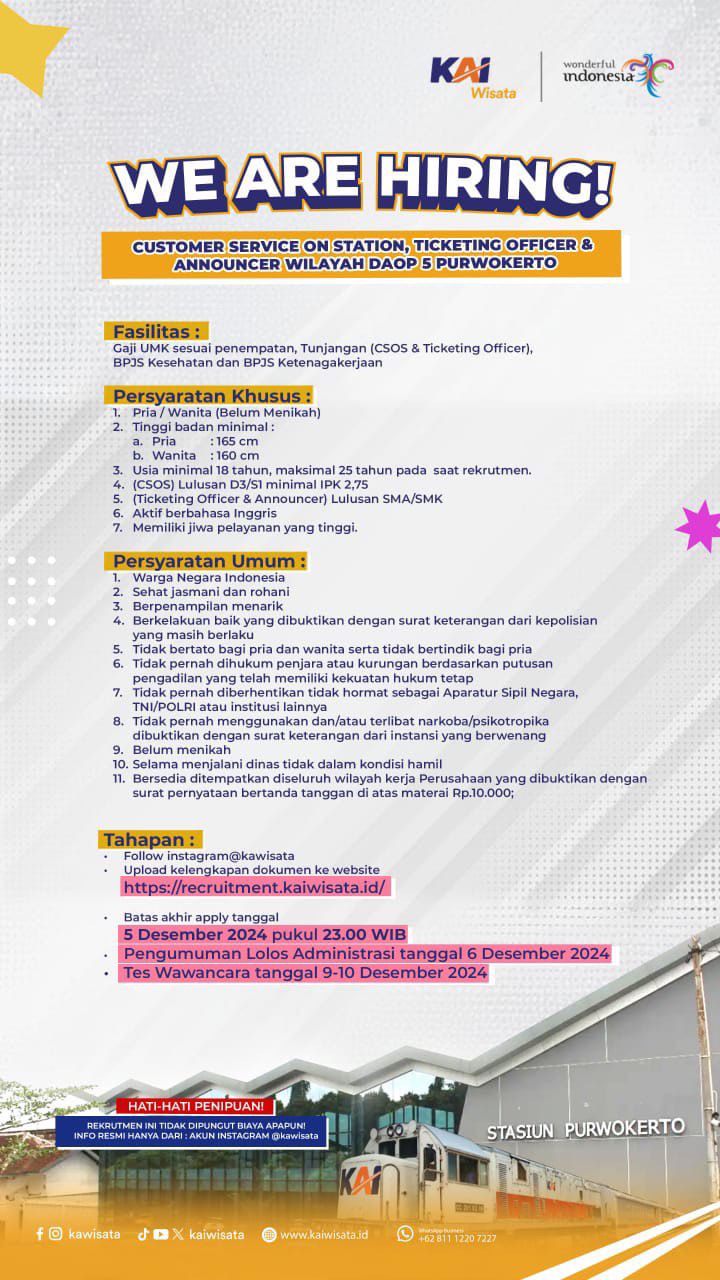 KAI
Wisata
wonderful
indonesia
WE ARE HIRING!
CUSTOMER SERVICE ON STATION, TICKETING OFFICER &
ANNOUNCER WILAYAH DAOP 5 PURWOKERTO
Fasilitas :
Gaji UMK sesuai penempatan, Tunjangan (CSOS & Ticketing Officer),
BPJS Kesehatan dan BPJS Ketenagakerjaan
Persyaratan Khusus :
1. Pria / Wanita (Belum Menikah)
2. Tinggi badan minimal :
a. Pria : 165 cm
b. Wanita : 160 cm
3. Usia minimal 18 tahun, maksimal 25 tahun pada saat rekrutmen.
4. (CSOS) Lulusan D3/S1 minimal IPK 2,75
5. (Ticketing Officer & Announcer) Lulusan SMA/SMK
6. Aktif berbahasa Inggris
7. Memiliki jiwa pelayanan yang tinggi.
Persyaratan Umum :
1. Warga Negara Indonesia
2. Sehat jasmani dan rohani
3. Berpenampilan menarik
4. Berkelakuan baik yang dibuktikan dengan surat keterangan dari kepolisian
yang masih berlaku
5. Tidak bertato bagi pria dan wanita serta tidak bertindik bagi pria
6. Tidak pernah dihukum penjara atau kurungan berdasarkan putusan
pengadilan yang telah memiliki kekuatan hukum tetap
7. Tidak pernah diberhentikan tidak hormat sebagai Aparatur Sipil Negara,
TNI/POLRI atau institusi lainnya
8. Tidak pernah menggunakan dan/atau terlibat narkoba/psikotropika
dibuktikan dengan surat keterangan dari instansi yang berwenang
9. Belum menikah
10. Selama menjalani dinas tidak dalam kondisi hamil
11. Bersedia ditempatkan diseluruh wilayah kerja Perusahaan yang dibuktikan dengan
surat pernyataan bertanda tanggan di atas materai Rp.10.000;
Tahapan :
• Follow instagram@kawisata
• Upload kelengkapan dokumen ke website
https://recruitment.kaiwisata.id/
• Batas akhir apply tanggal
5 Desember 2024 pukul 23.00 WIB
• Pengumuman Lolos Administrasi tanggal 6 Desember 2024
• Tes Wawancara tanggal 9-10 Desember 2024
HATI-HATI PENIPUAN!
REKRUTMEN INI TIDAK DIPUNGUT BIAYA APAPUN!
INFO RESMI HANYA DARI : AKUN INSTAGRAM @kawisata
STASIUN PURWOKERTO
KAI
kawisata
kaiwisata
www.kaiwisata.id
WhatsApp Business
+62 811 1220 7227